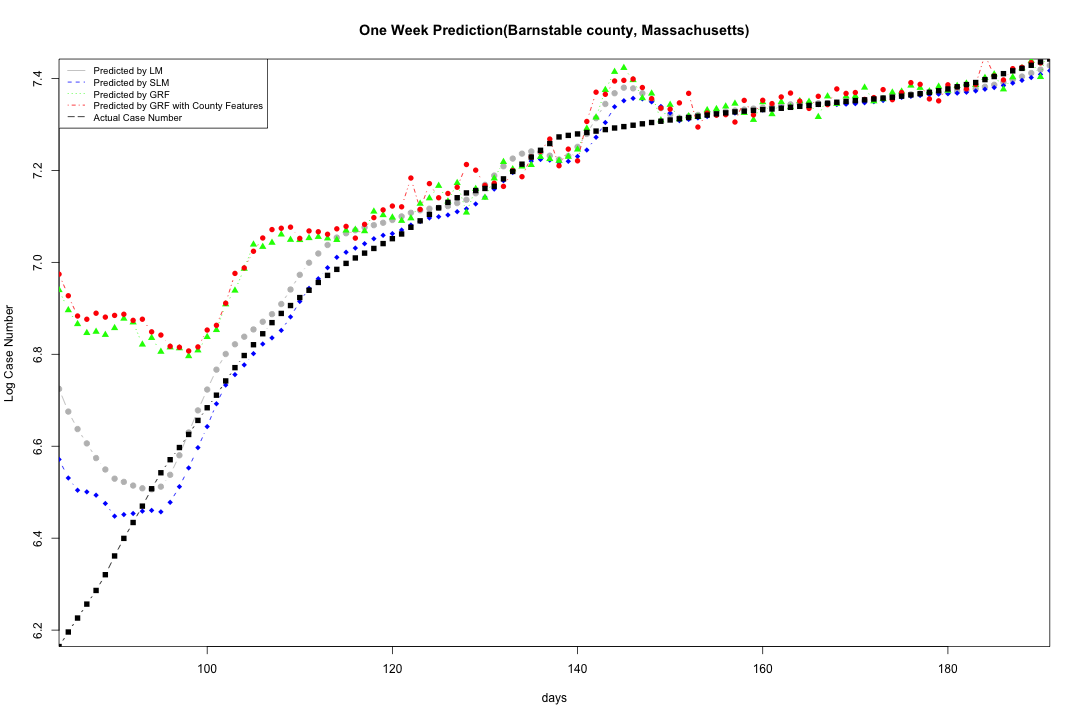 One Week Prediction(Barnstable county, Massachusetts)
Predicted by LM
Predicted by SLM
Predicted by GRF
Predicted by GRF with County Features
Actual Case Number
7.4
7.2
7.0
6.8
6.6
6.4
6.2
Log Case Number
100 120 140 160 180
days